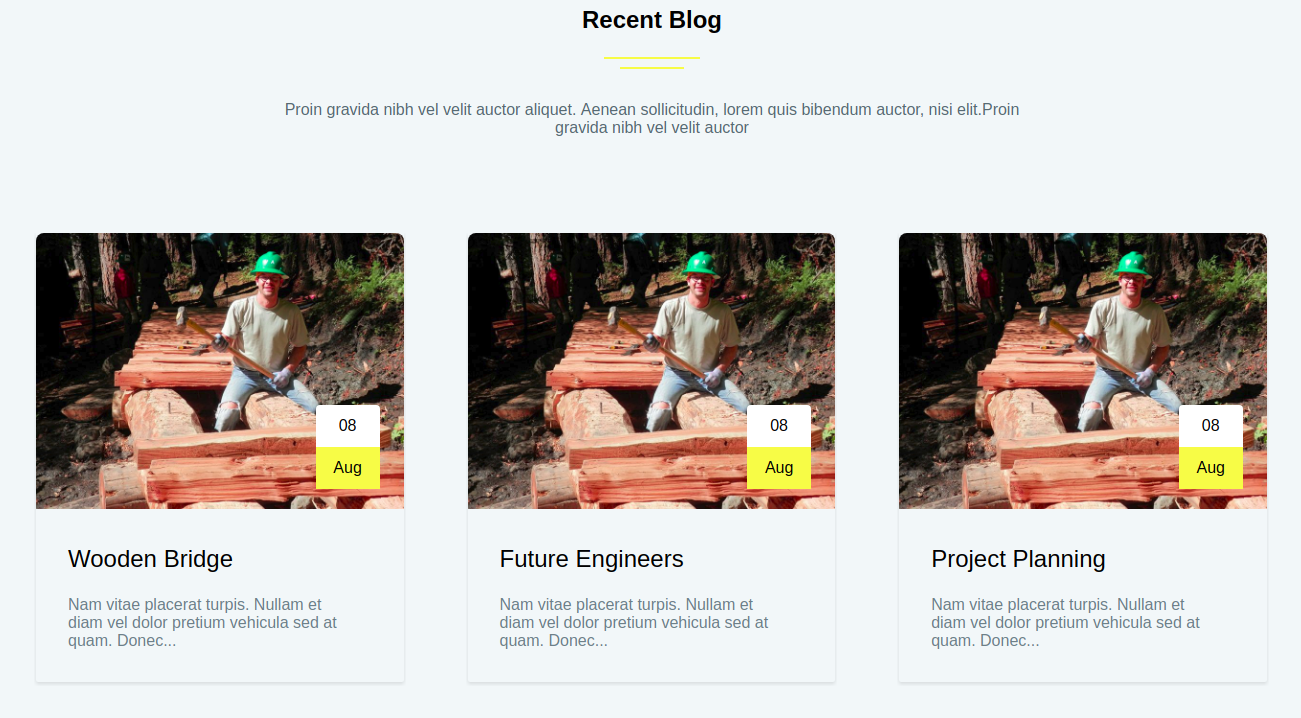 Recent Blog
Proin gravida nibh vel velit auctor aliquet. Aenean sollicitudin, lorem quis bibendum auctor, nisi elit.Proin
gravida nibh vel velit auctor
08
Aug
Wooden Bridge
Nam vitae placerat turpis. Nullam et
diam vel dolor pretium vehicula sed at
quam. Donec...
08
Aug
Future Engineers
Nam vitae placerat turpis. Nullam et
diam vel dolor pretium vehicula sed at
quam. Donec...
08
Aug
Project Planning
Nam vitae placerat turpis. Nullam et
diam vel dolor pretium vehicula sed at
quam. Donec...